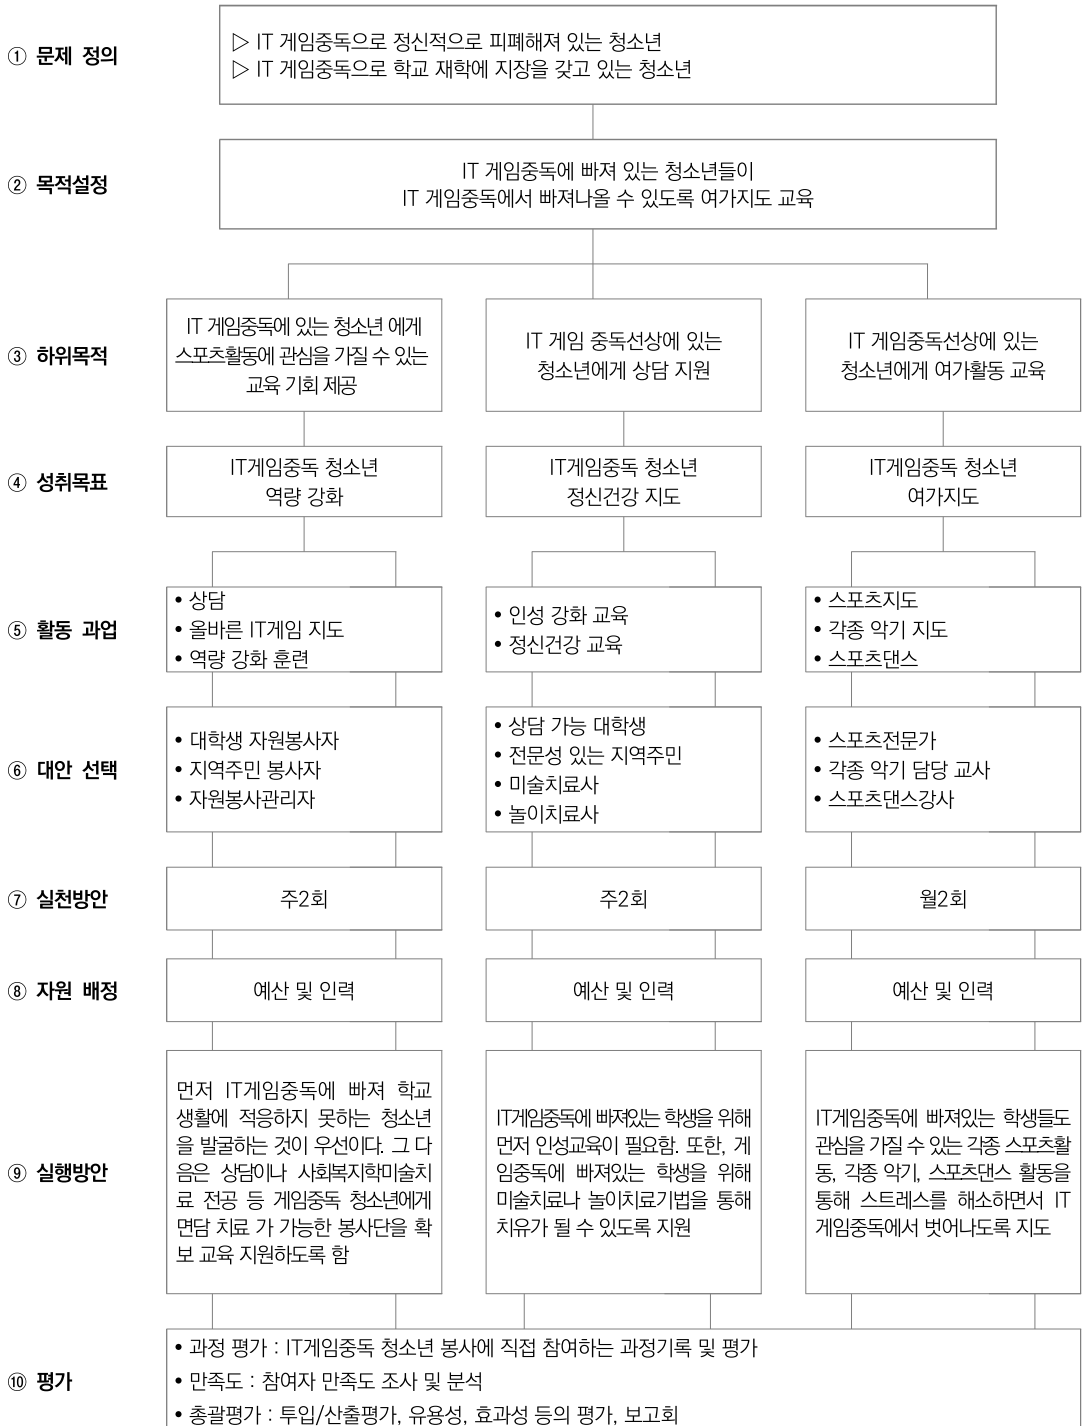 ① 문제 정의
▷ IT 게임중독으로 정신적으로 피폐해져 있는 청소년
▷ IT 게임중독으로 학교 재학에 지장을 갖고 있는 청소년
② 목적설정
IT 게임중독에 빠져 있는 청소년들이
IT 게임중독에서 빠져나올 수 있도록 여가지도 교육
③ 하위목적
IT 게임중독에 있는 청소년 에게
스포츠활동에 관심을 가질 수 있는
교육 기회 제공
IT 게임 중독선상에 있는
청소년에게 상담 지원
IT 게임중독선상에 있는
청소년에게 여가활동 교육
④ 성취목표
IT게임중독 청소년
역량 강화
IT게임중독 청소년
정신건강 지도
IT게임중독 청소년
여가지도
⑤ 활동 과업
• 상담
• 올바른 IT게임 지도
• 역량 강화 훈련
• 인성 강화 교육
• 정신건강 교육
• 스포츠지도
• 각종 악기 지도
• 스포츠댄스
⑥ 대안 선택
• 대학생 자원봉사자
• 지역주민 봉사자
• 자원봉사관리자
• 상담 가능 대학생
• 전문성 있는 지역주민
• 미술치료사
• 놀이치료사
• 스포츠전문가
• 각종 악기 담당 교사
• 스포츠댄스강사
⑦ 실천방안
주2회
주2회
월2회
⑧ 자원 배정
예산 및 인력
예산 및 인력
예산 및 인력
⑨ 실행방안
먼저 IT게임중독에 빠져 학교
생활에 적응하지 못하는 청소년
을 발굴하는 것이 우선이다. 그 다
음은 상담이나 사회복지학미술치
료 전공 등 게임중독 청소년에게
면담 치료 가 가능한 봉사단을 확
보 교육 지원하도록 함
IT게임중독에 빠져있는 학생을 위해
먼저 인성교육이 필요함. 또한, 게
임중독에 빠져있는 학생을 위해
미술치료나 놀이치료기법을 통해
치유가 될 수 있도록 지원
IT게임중독에 빠져있는 학생들도
관심을 가질 수 있는 각종 스포츠활
동, 각종 악기, 스포츠댄스 활동을
통해 스트레스를 해소하면서 IT
게임중독에서 벗어나도록 지도
⑩ 평가
• 과정 평가 : IT게임중독 청소년 봉사에 직접 참여하는 과정기록 및 평가
• 만족도 : 참여자 만족도 조사 및 분석
• 총괄평가 : 투입/산출평가, 유용성, 효과성 등의 평가, 보고회